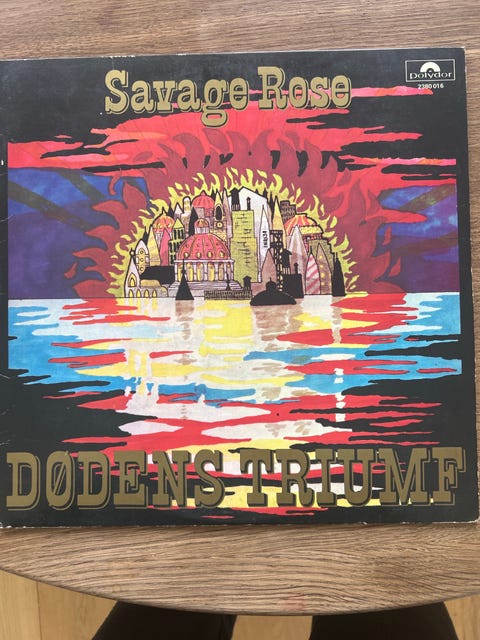 Savage Rose
Polydor
2380 016
DØDENS TRIUMF